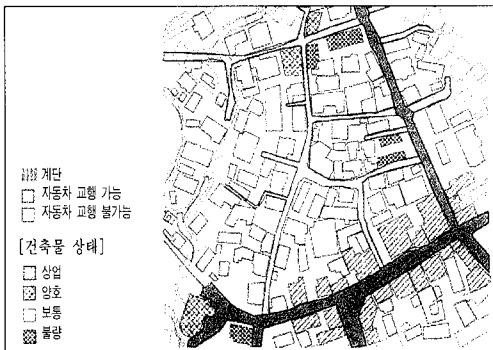 계단
자동차 교행 가능
자동차 교행 불가능
[건축물 상태]
상업
양호
보통
불량